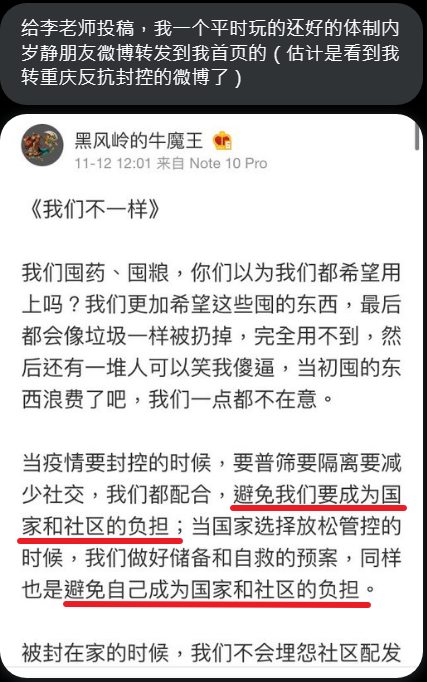 给李老师投稿，我一个平时玩的还好的体制内
岁静朋友微博转发到我首页的（估计是看到我
转重庆反抗封控的微博了）
黑风岭的牛魔王
11-12 12:01 来自 Note 10 Pro
《我们不一样》
我们囤药、囤粮，你们以为我们都希望用
上吗？我们更加希望这些囤的东西，最后
都会像垃圾一样被扔掉，完全用不到，然
后还有一堆人可以笑我傻逼，当初囤的东
西浪费了吧，我们一点都不在意。
当疫情要封控的时候，要普筛要隔离要减
少社交，我们都配合，避免我们要成为国
家和社区的负担；当国家选择放松管控的
时候，我们做好储备和自救的预案，同样
也是避免自己成为国家和社区的负担。
被封在家的时候，我们不会埋怨社区配发